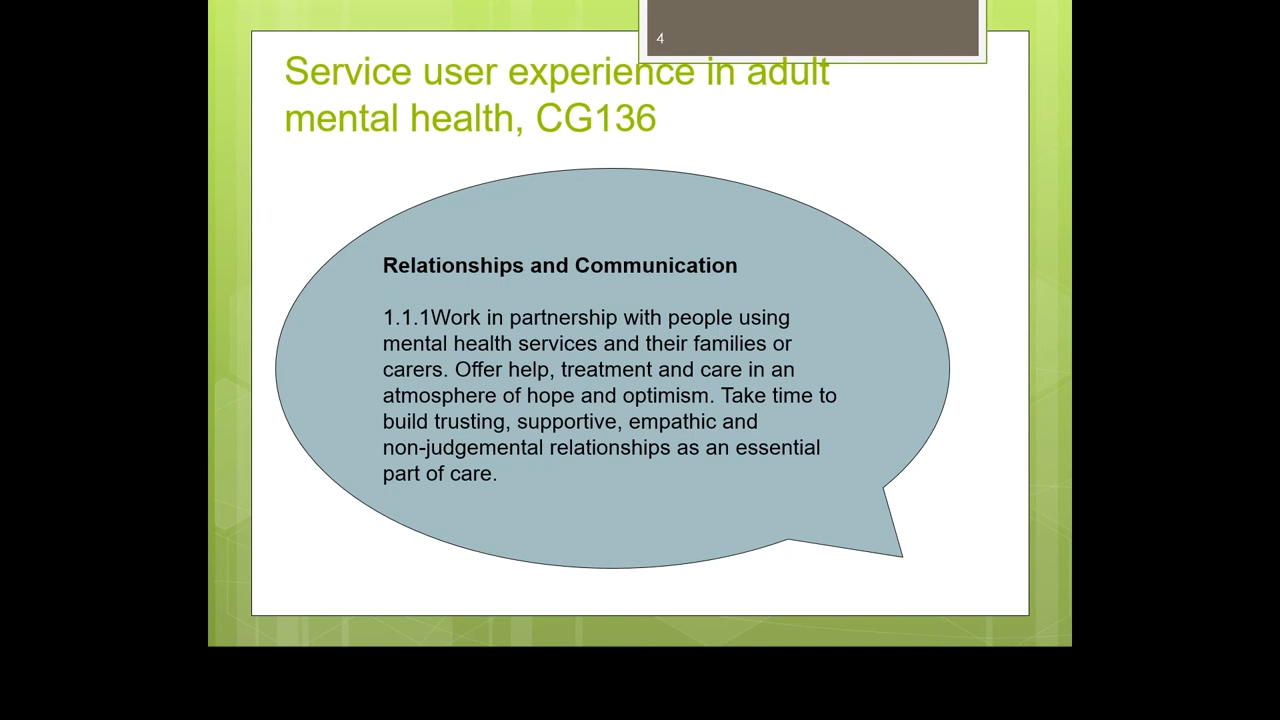 4
Service user experience in adult
mental health, CG136
Relationships and Communication
1.1.1Work in partnership with people using
mental health services and their families or
carers. Offer help, treatment and care in an
atmosphere of hope and optimism. Take time to
build trusting, supportive, empathic and
non-judgemental relationships as an essential
part of care.